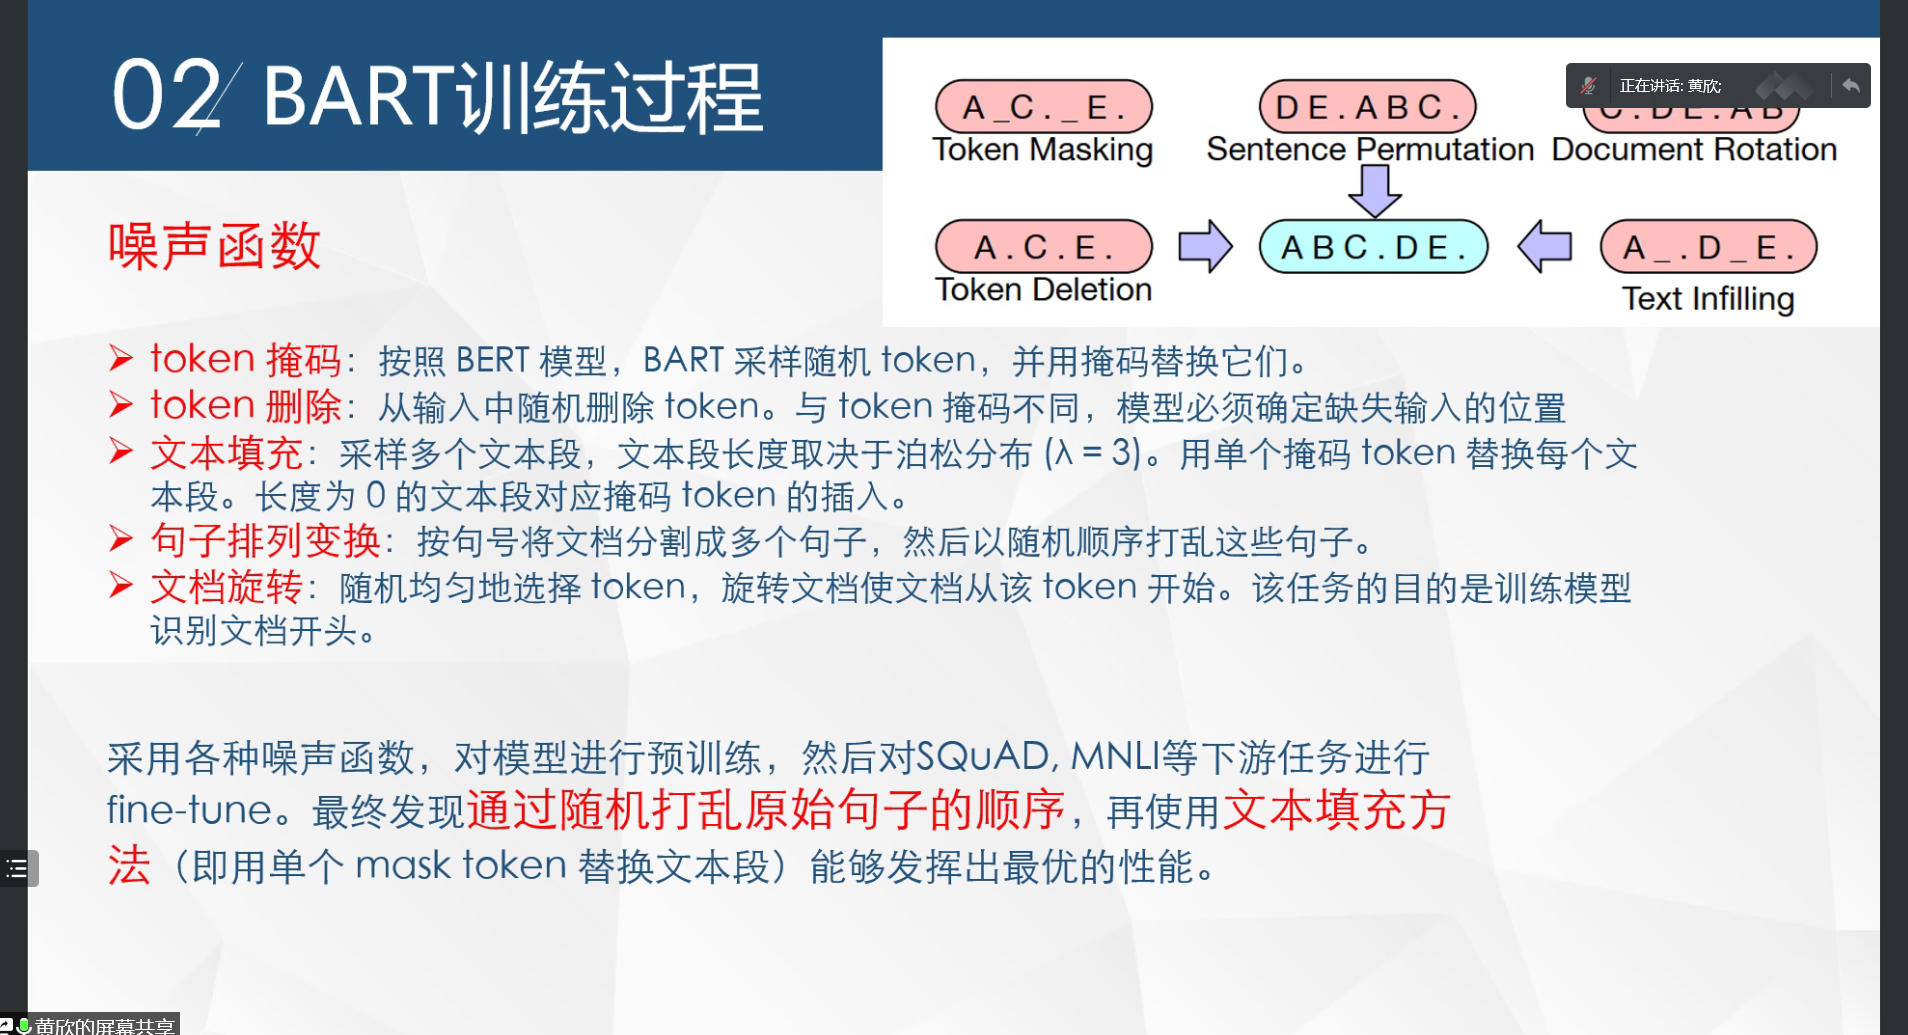 02 BART训练过程
A _C . _ E .
Token Masking
D E . A B C .
Sentence Permutation
C . D E . A B
Document Rotation
正在讲话: 黄欣;
A . C . E .
Token Deletion
A B C . D E .
A _ . D _ E .
Text Infilling
噪声函数
token 掩码：按照 BERT 模型，BART 采样随机 token，并用掩码替换它们。
token 删除：从输入中随机删除 token。与 token 掩码不同，模型必须确定缺失输入的位置
文本填充：采样多个文本段，文本段长度取决于泊松分布 (λ = 3)。用单个掩码 token 替换每个文
本段。长度为 0 的文本段对应掩码 token 的插入。
句子排列变换：按句号将文档分割成多个句子，然后以随机顺序打乱这些句子。
文档旋转：随机均匀地选择 token，旋转文档使文档从该 token 开始。该任务的目的是训练模型
识别文档开头。
采用各种噪声函数，对模型进行预训练，然后对SQuAD, MNLI等下游任务进行
fine-tune。最终发现通过随机打乱原始句子的顺序，再使用文本填充方
法（即用单个 mask token 替换文本段）能够发挥出最优的性能。
黄欣的屏幕共享